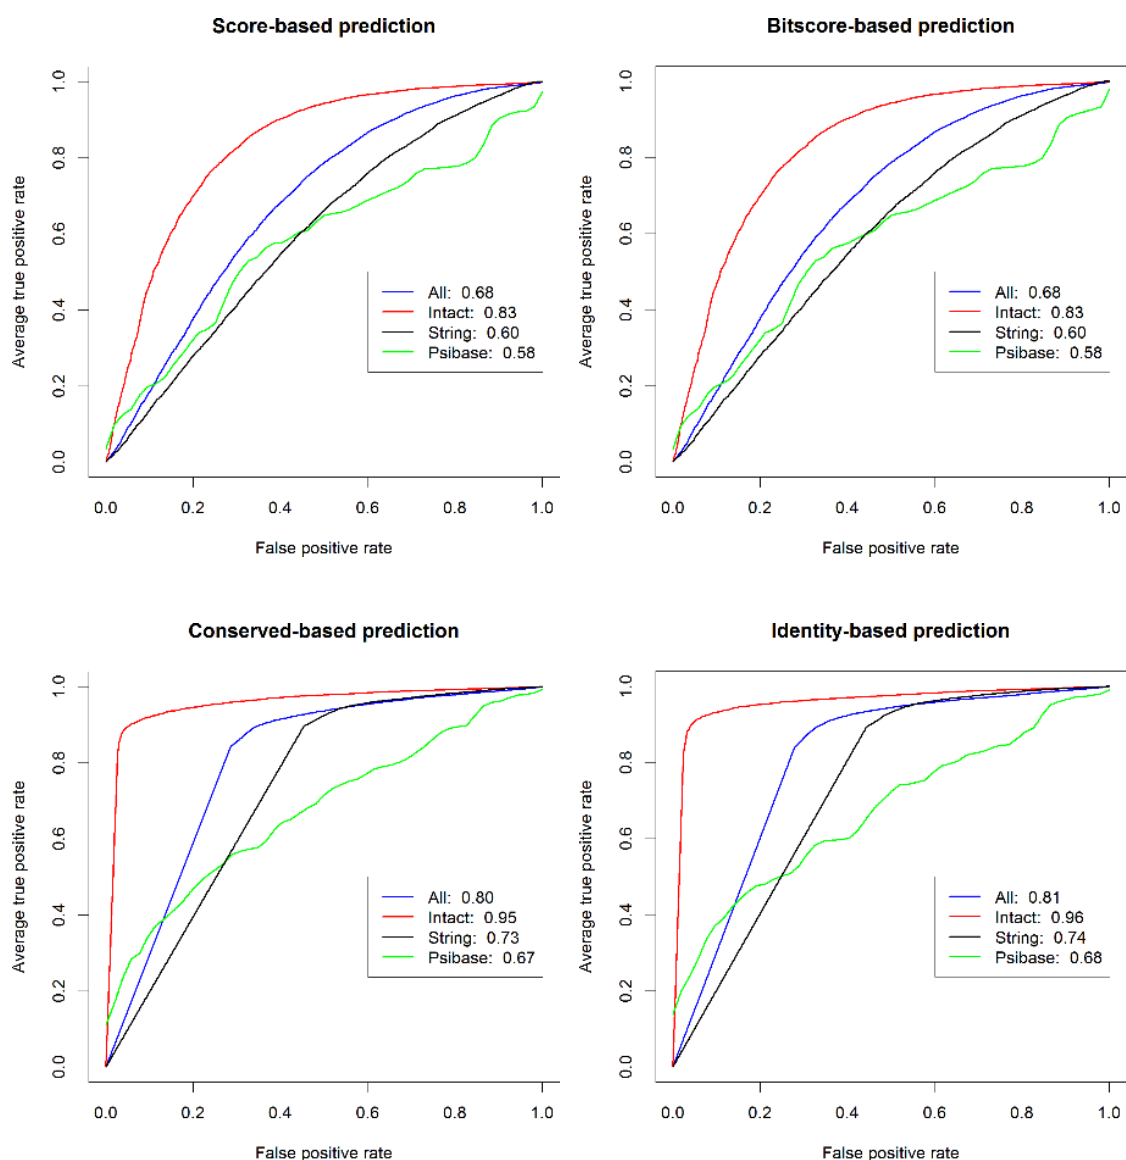 Score-based prediction
Average true positive rate
1.0
0.8
0.6
0.4
0.2
0.0
All: 0.68
Intact: 0.83
String: 0.60
Psibase: 0.58
0.0 0.2 0.4 0.6 0.8 1.0
False positive rate
Bitscore-based prediction
Average true positive rate
1.0
0.8
0.6
0.4
0.2
0.0
All: 0.68
Intact: 0.83
String: 0.60
Psibase: 0.58
0.0 0.2 0.4 0.6 0.8 1.0
False positive rate
Conserved-based prediction
Average true positive rate
1.0
0.8
0.6
0.4
0.2
0.0
All: 0.80
Intact: 0.95
String: 0.73
Psibase: 0.67
0.0 0.2 0.4 0.6 0.8 1.0
False positive rate
Identity-based prediction
Average true positive rate
1.0
0.8
0.6
0.4
0.2
0.0
All: 0.81
Intact: 0.96
String: 0.74
Psibase: 0.68
0.0 0.2 0.4 0.6 0.8 1.0
False positive rate